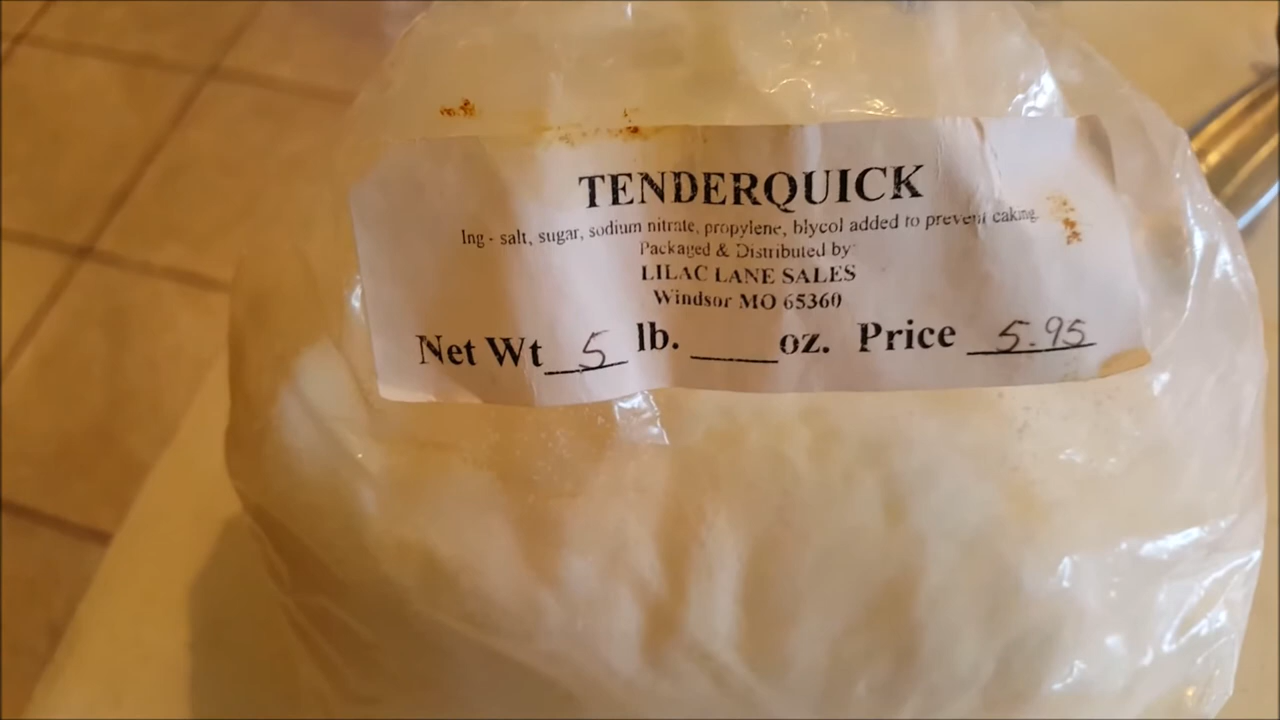 TENDERQUICK
Ing - salt, sugar, sodium nitrate, propylene, blycol added to prevent caking.
Packaged & Distributed by
LILAC LANE SALES
Windsor MO 65360
Net Wt 5 lb. ____ oz. Price 5.95